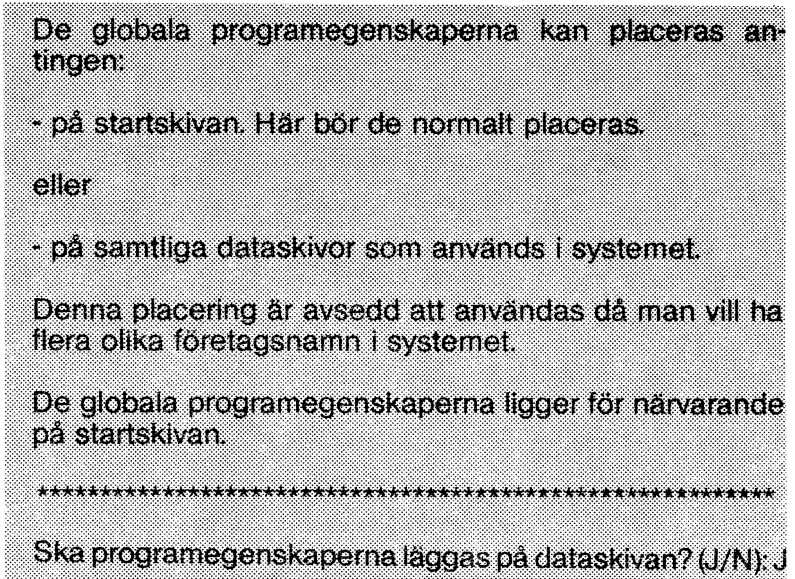 De globala programegenskaperna kan placeras an-
tingen:
- på startskivan. Här bör de normalt placeras.
eller
- på samtliga dataskivor som används i systemet.
Denna placering är avsedd att användas då man vill ha
flera olika företagsnamn i systemet.
De globala programegenskaperna ligger för närvarande
på startskivan.
***********************************************************
Ska programegenskaperna läggas på dataskivan? (J/N): J